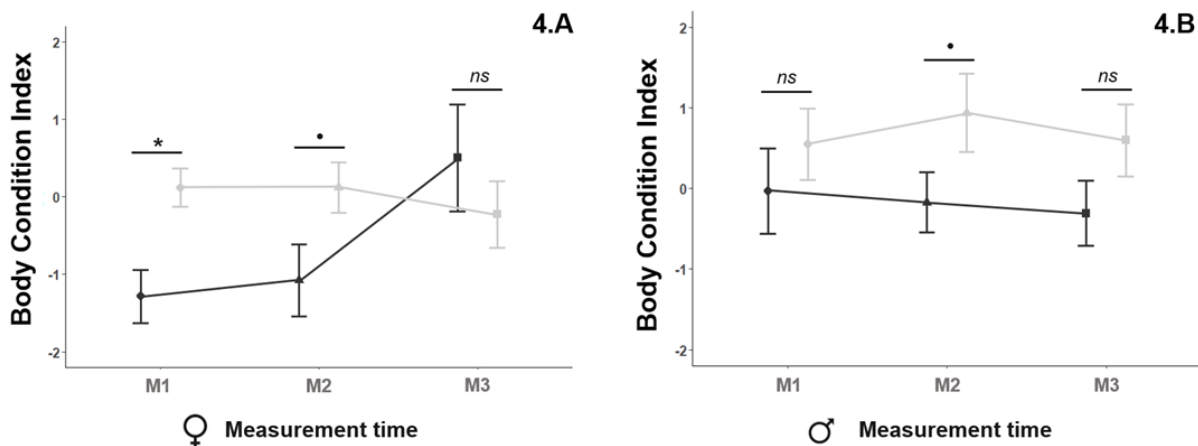 4.A
Body Condition Index
2
1
0
-1
-2
*
•
ns
M1 M2 M3
♀ Measurement time
4.B
Body Condition Index
2
1
0
-1
-2
ns
•
ns
M1 M2 M3
♂ Measurement time